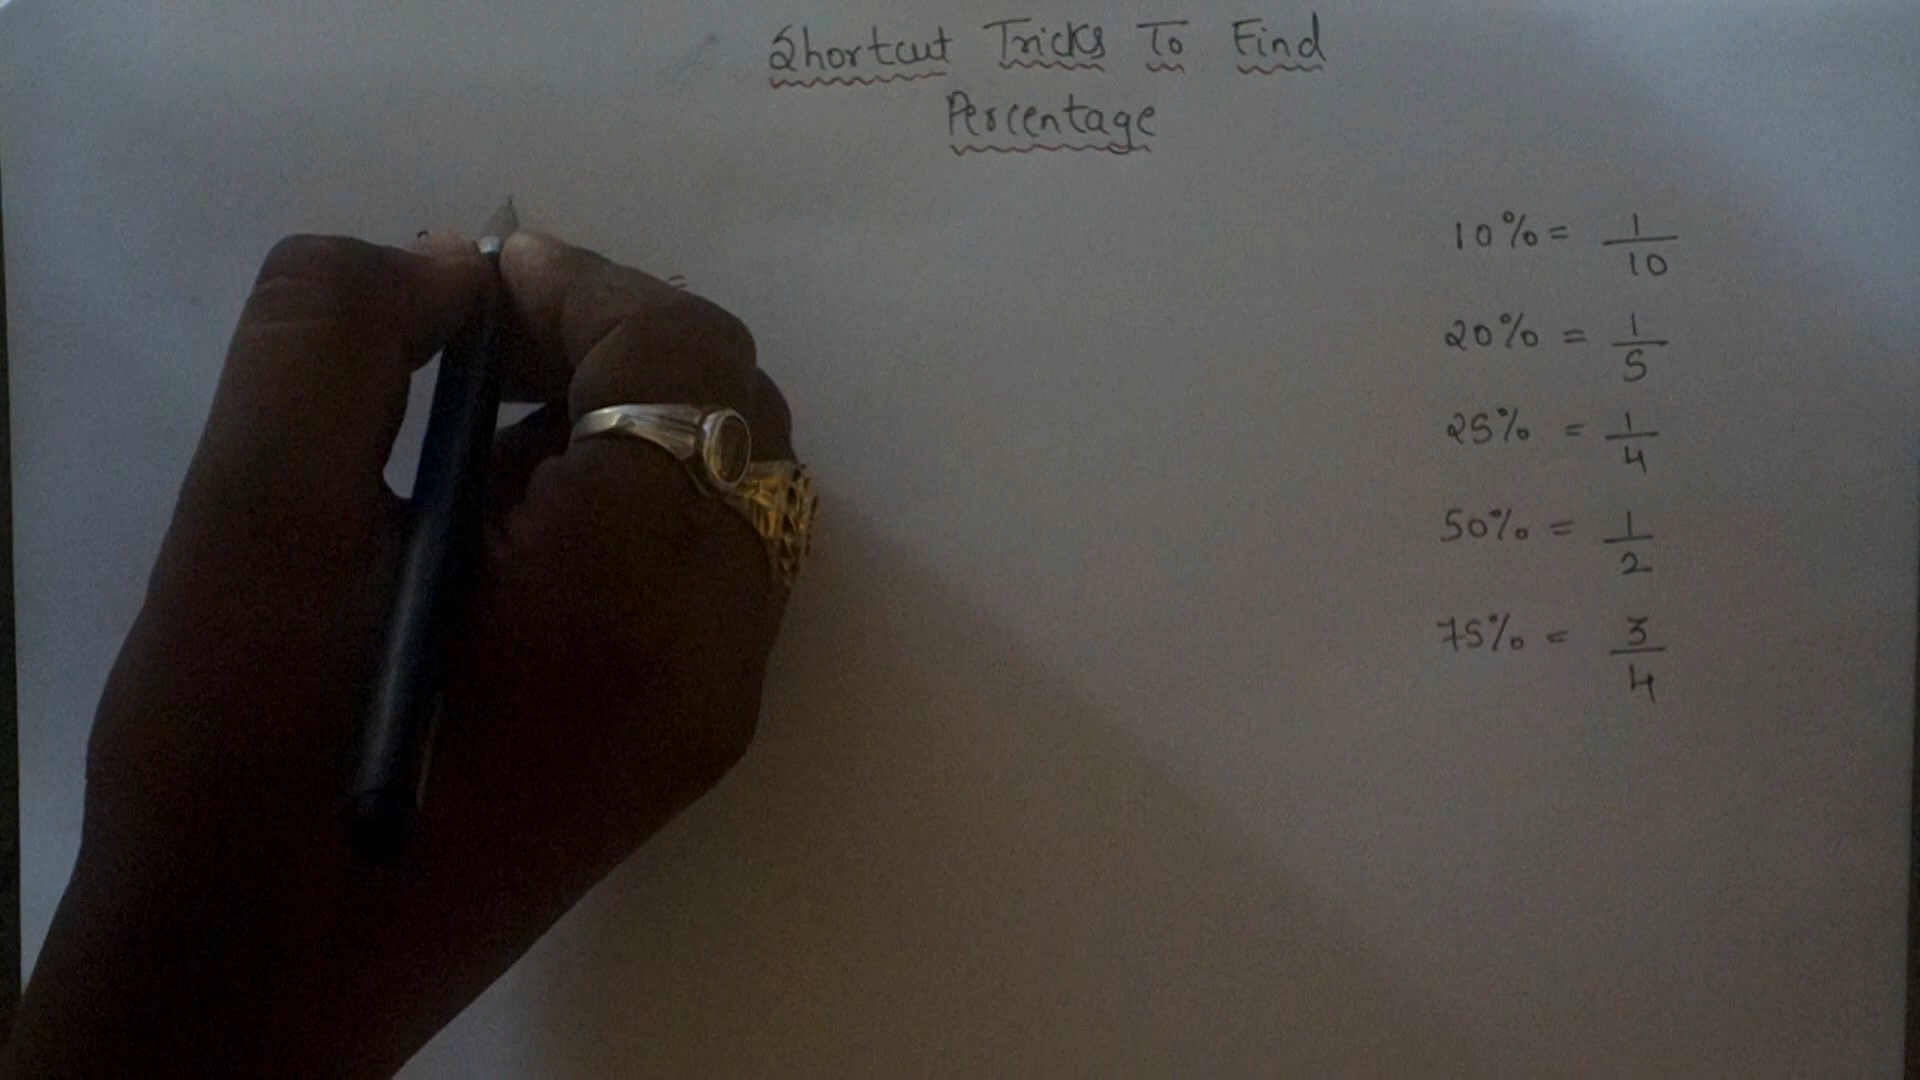 Shortcut Tricks To Find
Percentage
10% = 1/10
20% = 1/5
25% = 1/4
50% = 1/2
75% = 3/4
=